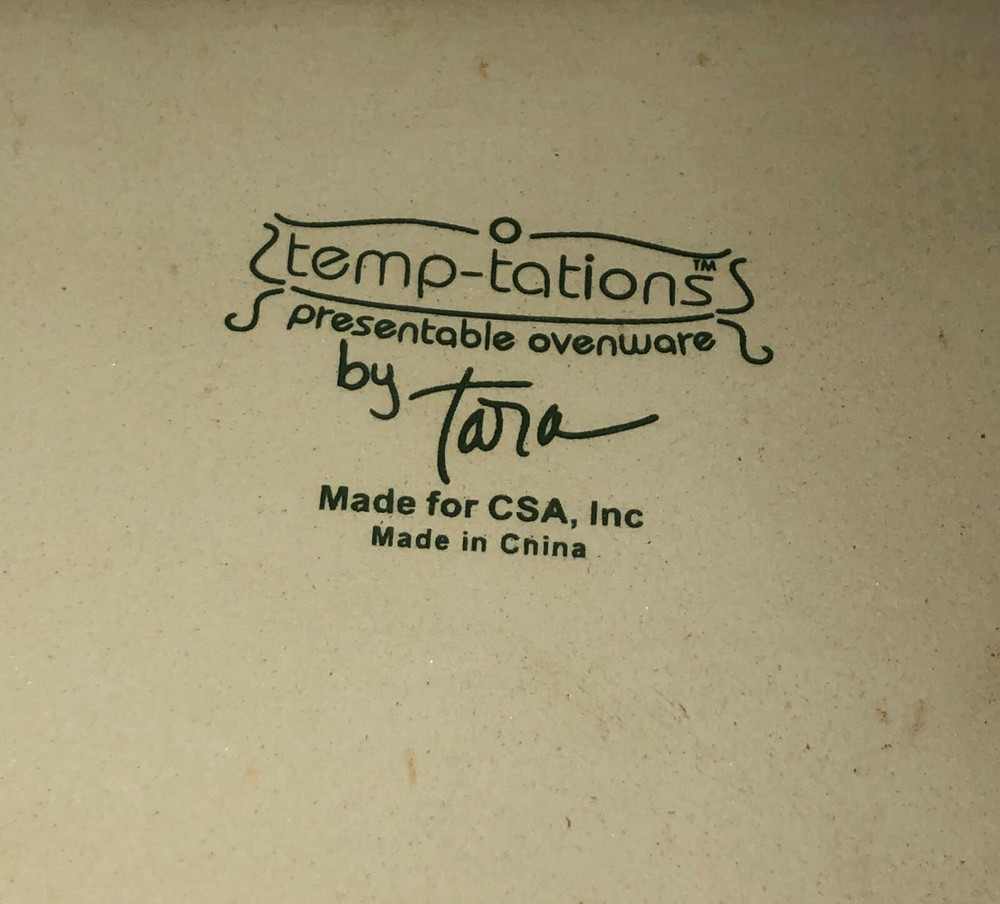 temp-tations™
presentable ovenware
by Tara
Made for CSA, Inc
Made in China